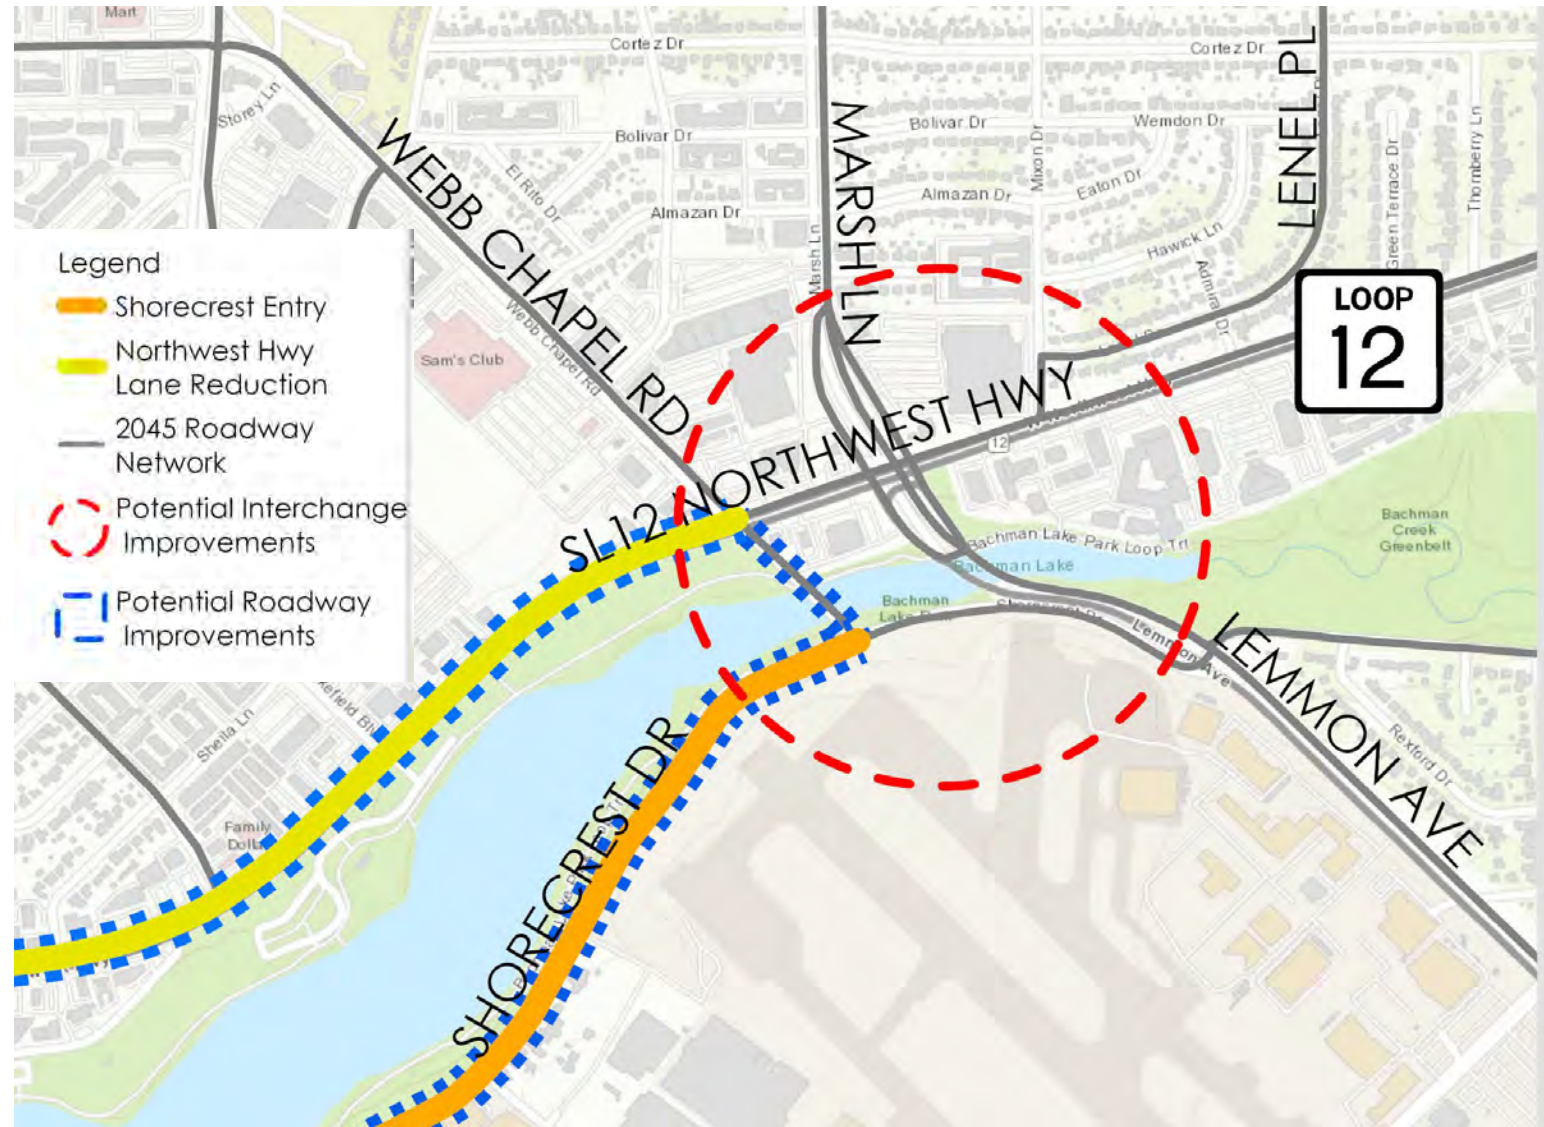 Mart
Cortez Dr
Cortez Dr
LENEL PL
Storey Ln
WEBB CHAPEL RD
MARSH LN
Bolivar Dr
Bolivar Dr
Wemdon Dr
Mixon Dr
Green Terrace Dr
Thornberry Ln
El Rito Dr
Almazan Dr
Almazan Dr
Eaton Dr
Hawick Ln
Admiral Dr
Marsh Ln
Legend
Shorecrest Entry
Northwest Hwy
Lane Reduction
2045 Roadway
Network
Potential Interchange
Improvements
Potential Roadway
Improvements
Webb Chapel Rd
Sam's Club
LOOP
12
SL12 NORTHWEST HWY
12
Bachman Lake Park Loop Trl
Bachman Lake
Bachman
Creek
Greenbelt
Bachman
Shorecrest Dr
Lemmon Ave
LEMMON AVE
Rexford Dr
Sheila Ln
Family
SHORECREST DR